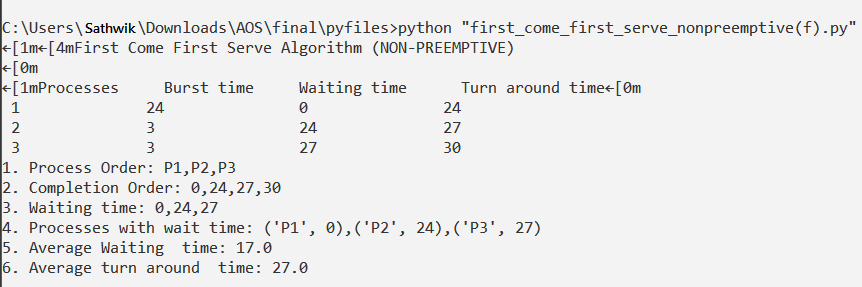 C:\Users\Sathwik\Downloads\AOS\final\pyfiles>python "first_come_first_serve_nonpreemptive(f).py"
←[1m←[4mFirst Come First Serve Algorithm (NON-PREEMPTIVE)
←[0m
←[1mProcesses     Burst time     Waiting time      Turn around time←[0m
1 24 0 24
2 3 24 27
3 3 27 30
1. Process Order: P1,P2,P3
2. Completion Order: 0,24,27,30
3. Waiting time: 0,24,27
4. Processes with wait time: ('P1', 0),('P2', 24),('P3', 27)
5. Average Waiting  time: 17.0
6. Average turn around  time: 27.0